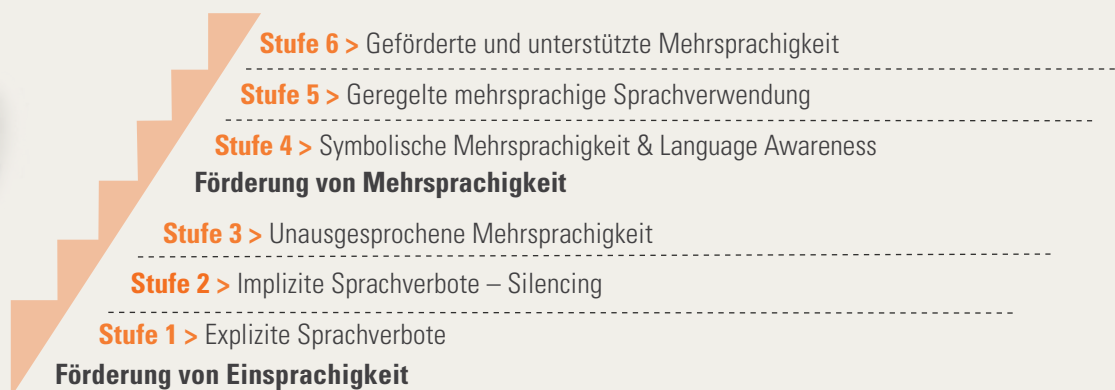 Stufe 6 > Geförderte und unterstützte Mehrsprachigkeit
Stufe 5 > Geregelte mehrsprachige Sprachverwendung
Stufe 4 > Symbolische Mehrsprachigkeit & Language Awareness
Förderung von Mehrsprachigkeit
Stufe 3 > Unausgesprochene Mehrsprachigkeit
Stufe 2 > Implizite Sprachverbote – Silencing
Stufe 1 > Explizite Sprachverbote
Förderung von Einsprachigkeit